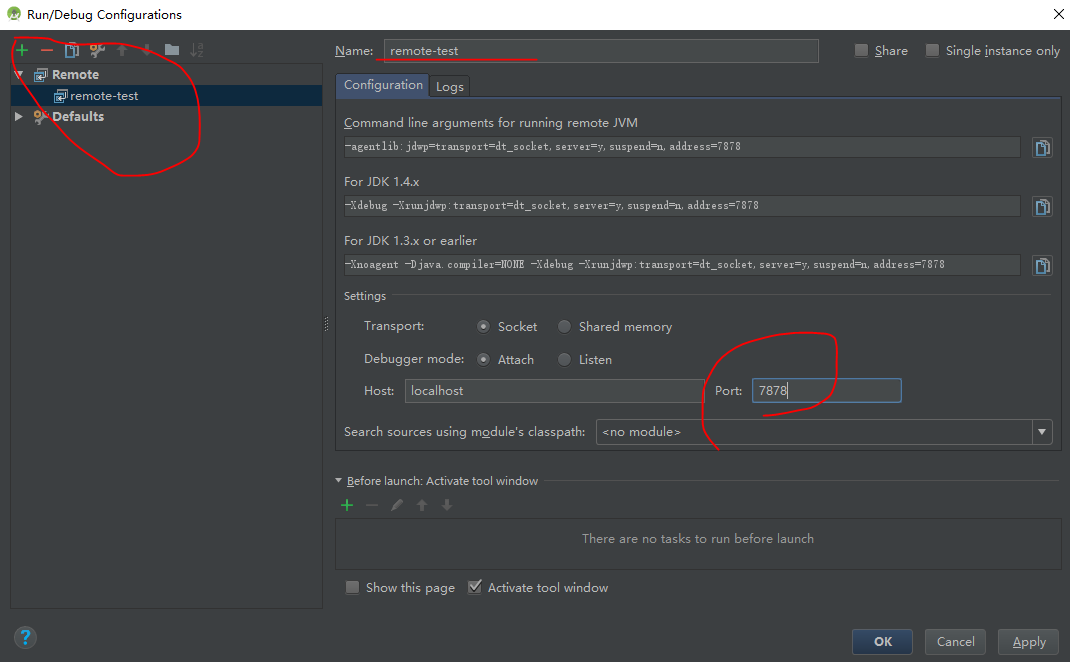 Run/Debug Configurations
Name: remote-test
Share
Single instance only
Remote
remote-test
Defaults
Configuration
Logs
Command line arguments for running remote JVM
-agentlib:jdwp=transport=dt_socket,server=y,suspend=n,address=7878
For JDK 1.4.x
-Xdebug -Xrunjdwp:transport=dt_socket,server=y,suspend=n,address=7878
For JDK 1.3.x or earlier
-Xnoagent -Djava.compiler=NONE -Xdebug -Xrunjdwp:transport=dt_socket,server=y,suspend=n,address=7878
Settings
Transport: Socket Shared memory
Debugger mode: Attach Listen
Host: localhost Port: 7878
Search sources using module's classpath: <no module>
Before launch: Activate tool window
There are no tasks to run before launch
Show this page Activate tool window
?
OK Cancel Apply